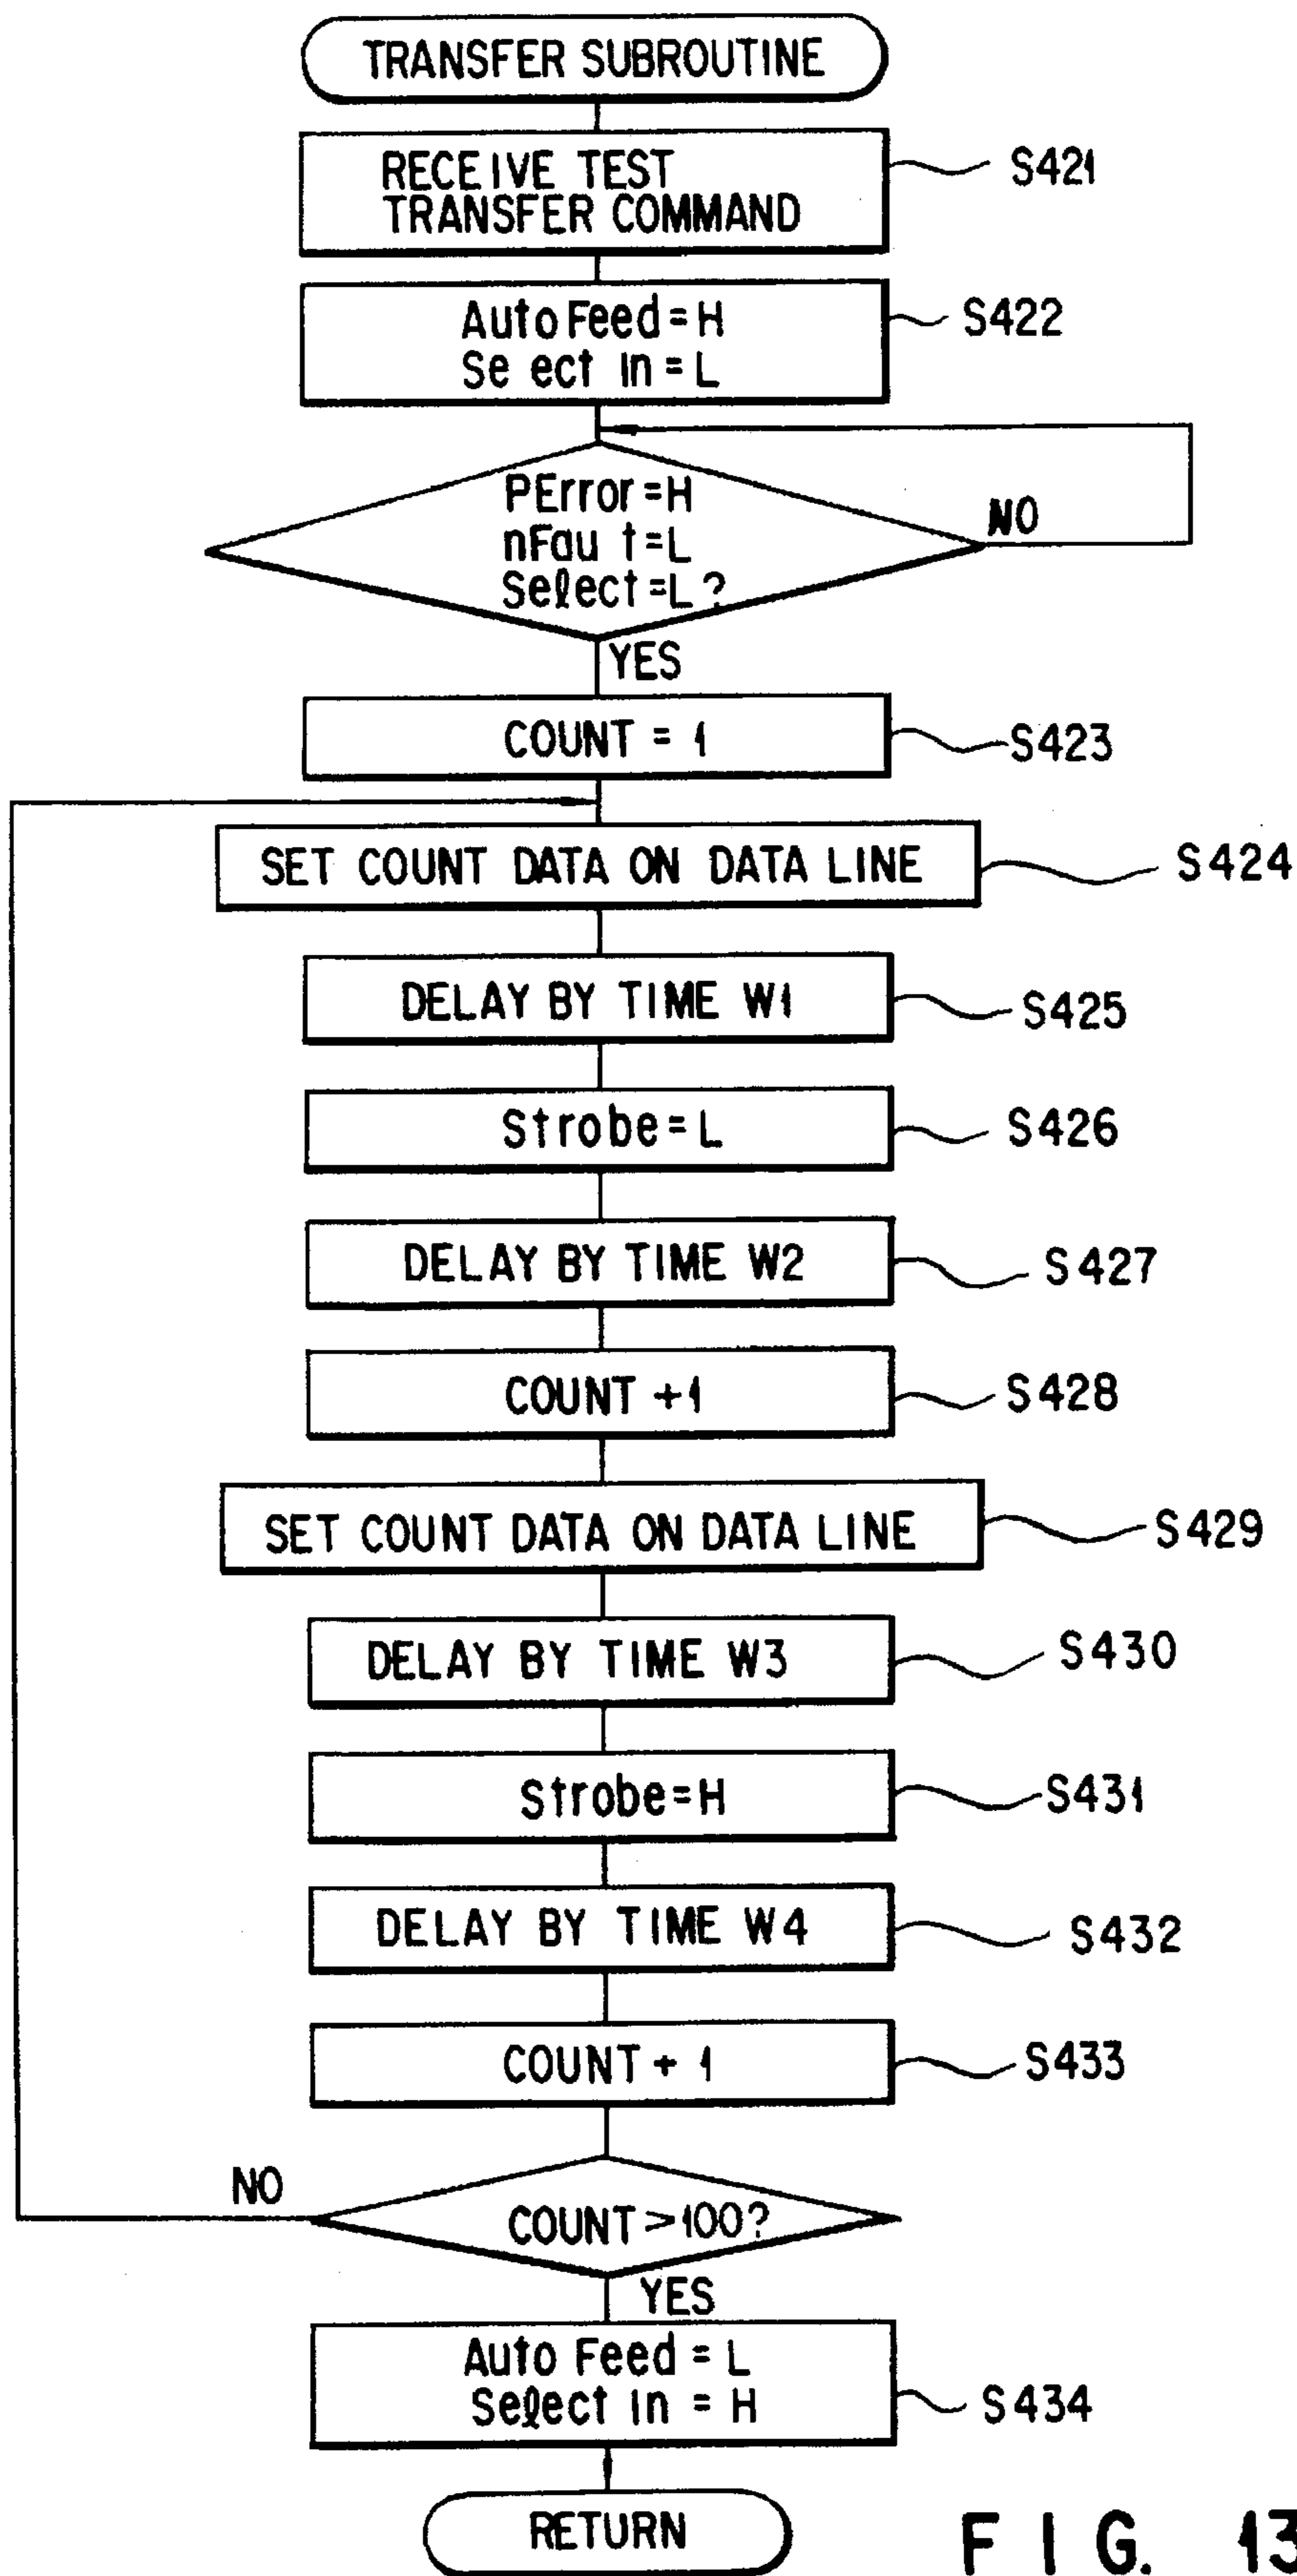 TRANSFER SUBROUTINE
RECEIVE TEST
TRANSFER COMMAND
S421
Auto Feed = H
Se ect in = L
S422
PError = H
nFau t = L
Select = L?
NO
YES
COUNT = 1
S423
SET COUNT DATA ON DATA LINE
S424
DELAY BY TIME W1
S425
Strobe = L
S426
DELAY BY TIME W2
S427
COUNT +1
S428
SET COUNT DATA ON DATA LINE
S429
DELAY BY TIME W3
S430
Strobe = H
S431
DELAY BY TIME W4
S432
COUNT + 1
S433
NO
COUNT > 100?
YES
Auto Feed = L
Select in = H
S434
RETURN
FIG. 13